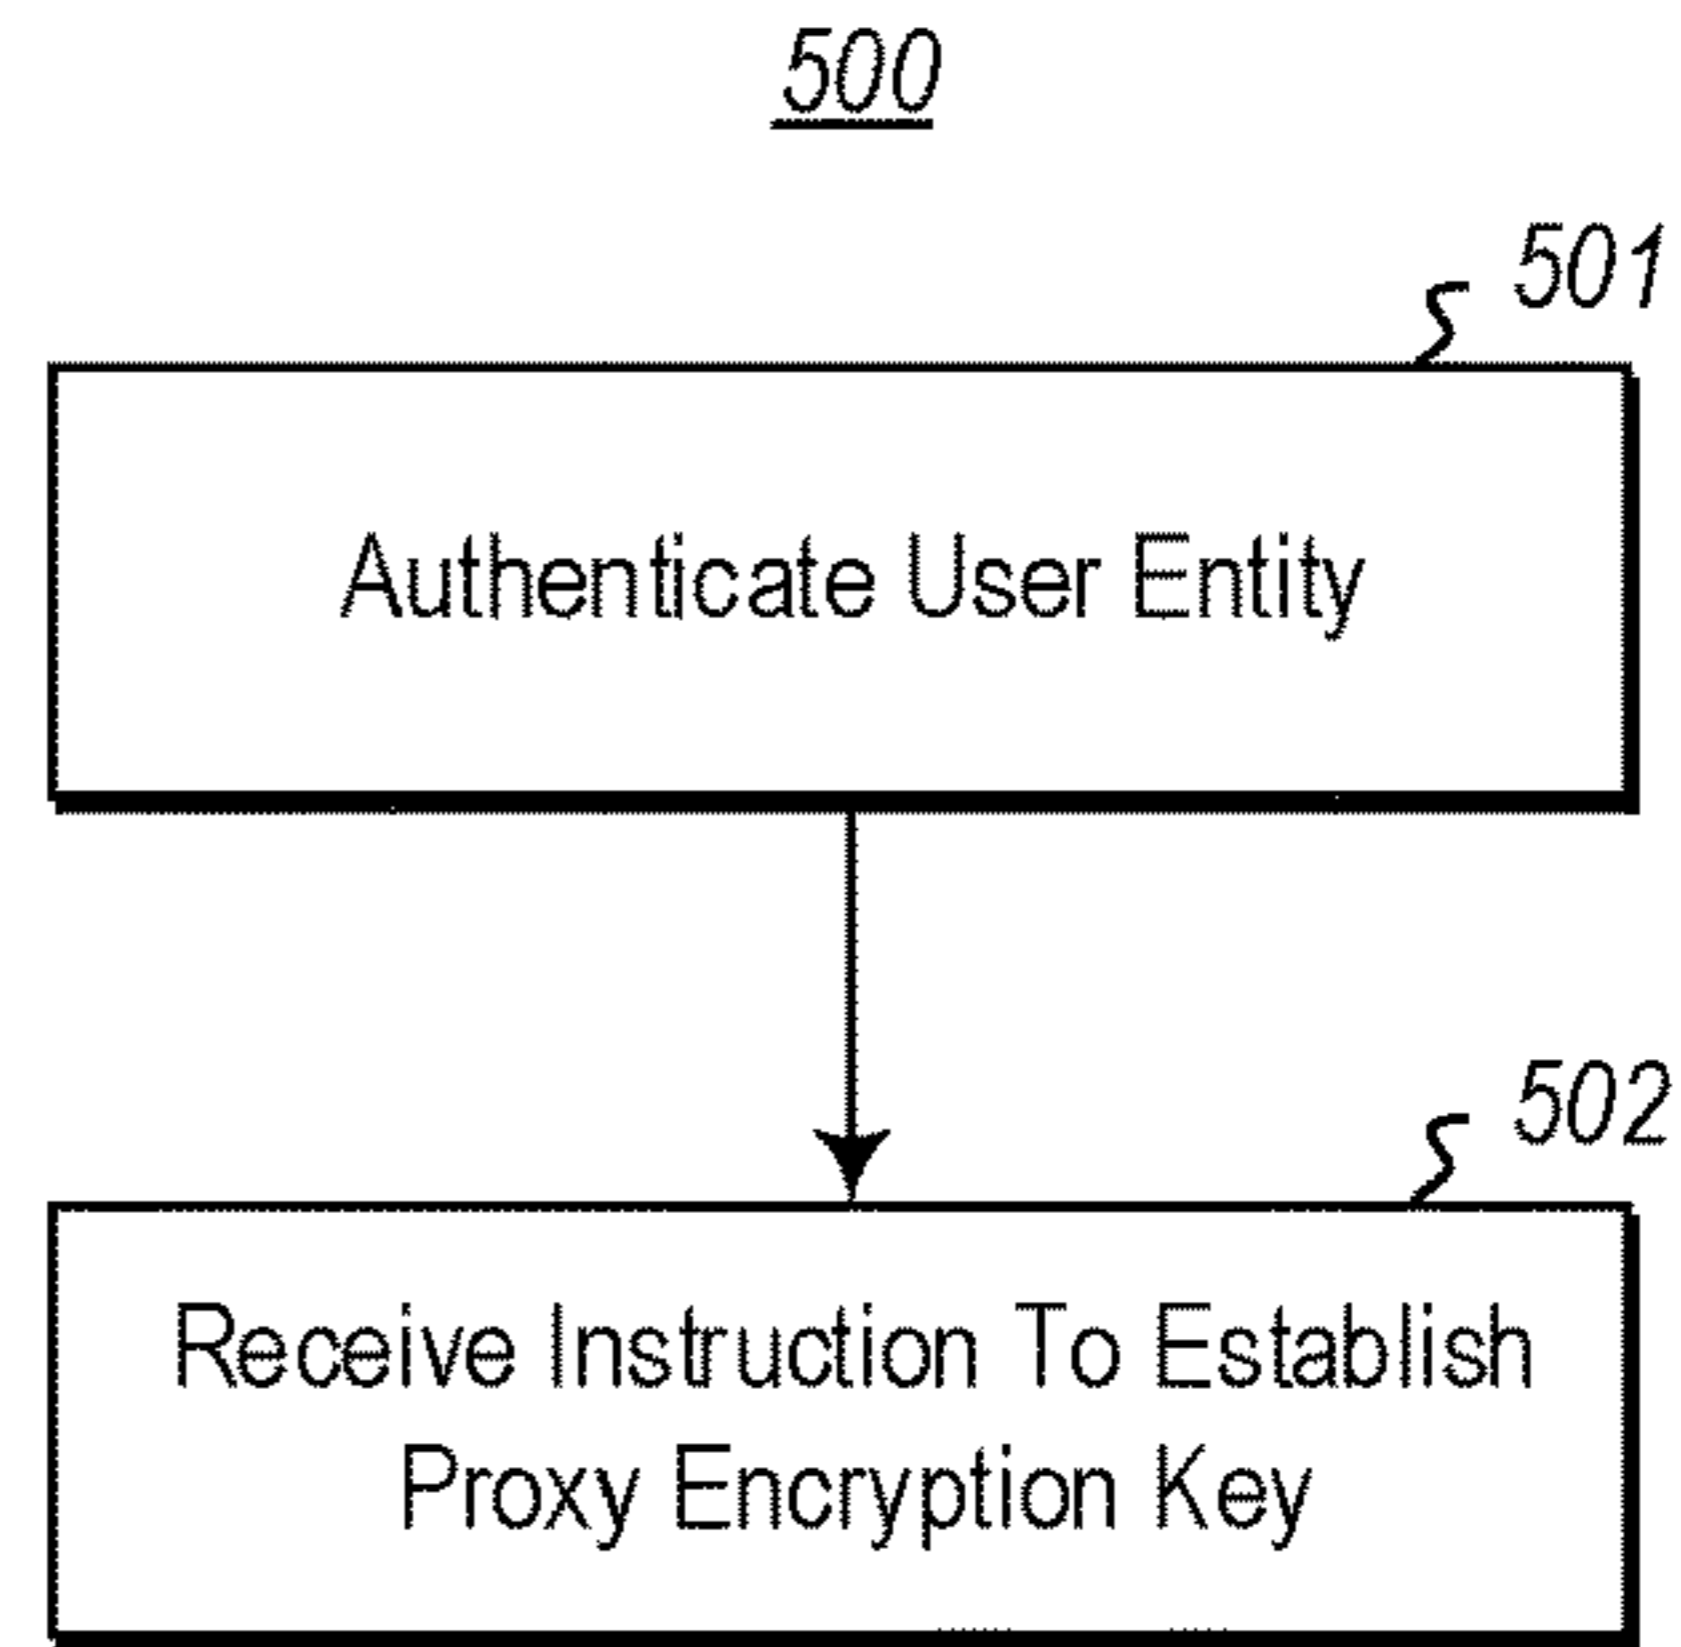 500
501
Authenticate User Entity
502
Receive Instruction To Establish
Proxy Encryption Key